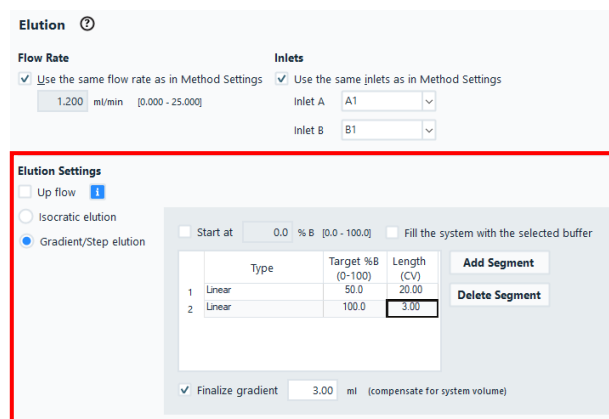 Elution ?
Flow Rate
Inlets
Use the same flow rate as in Method Settings
Use the same inlets as in Method Settings
1.200 ml/min [0.000 - 25.000]
Inlet A A1
Inlet B B1
Elution Settings
Up flow i
Isocratic elution
Gradient/Step elution
Start at 0.0 % B [0.0 - 100.0] Fill the system with the selected buffer
Type Target %B (0-100) Length (CV)
1 Linear 50.0 20.00
2 Linear 100.0 3.00
Add Segment
Delete Segment
Finalize gradient 3.00 ml (compensate for system volume)